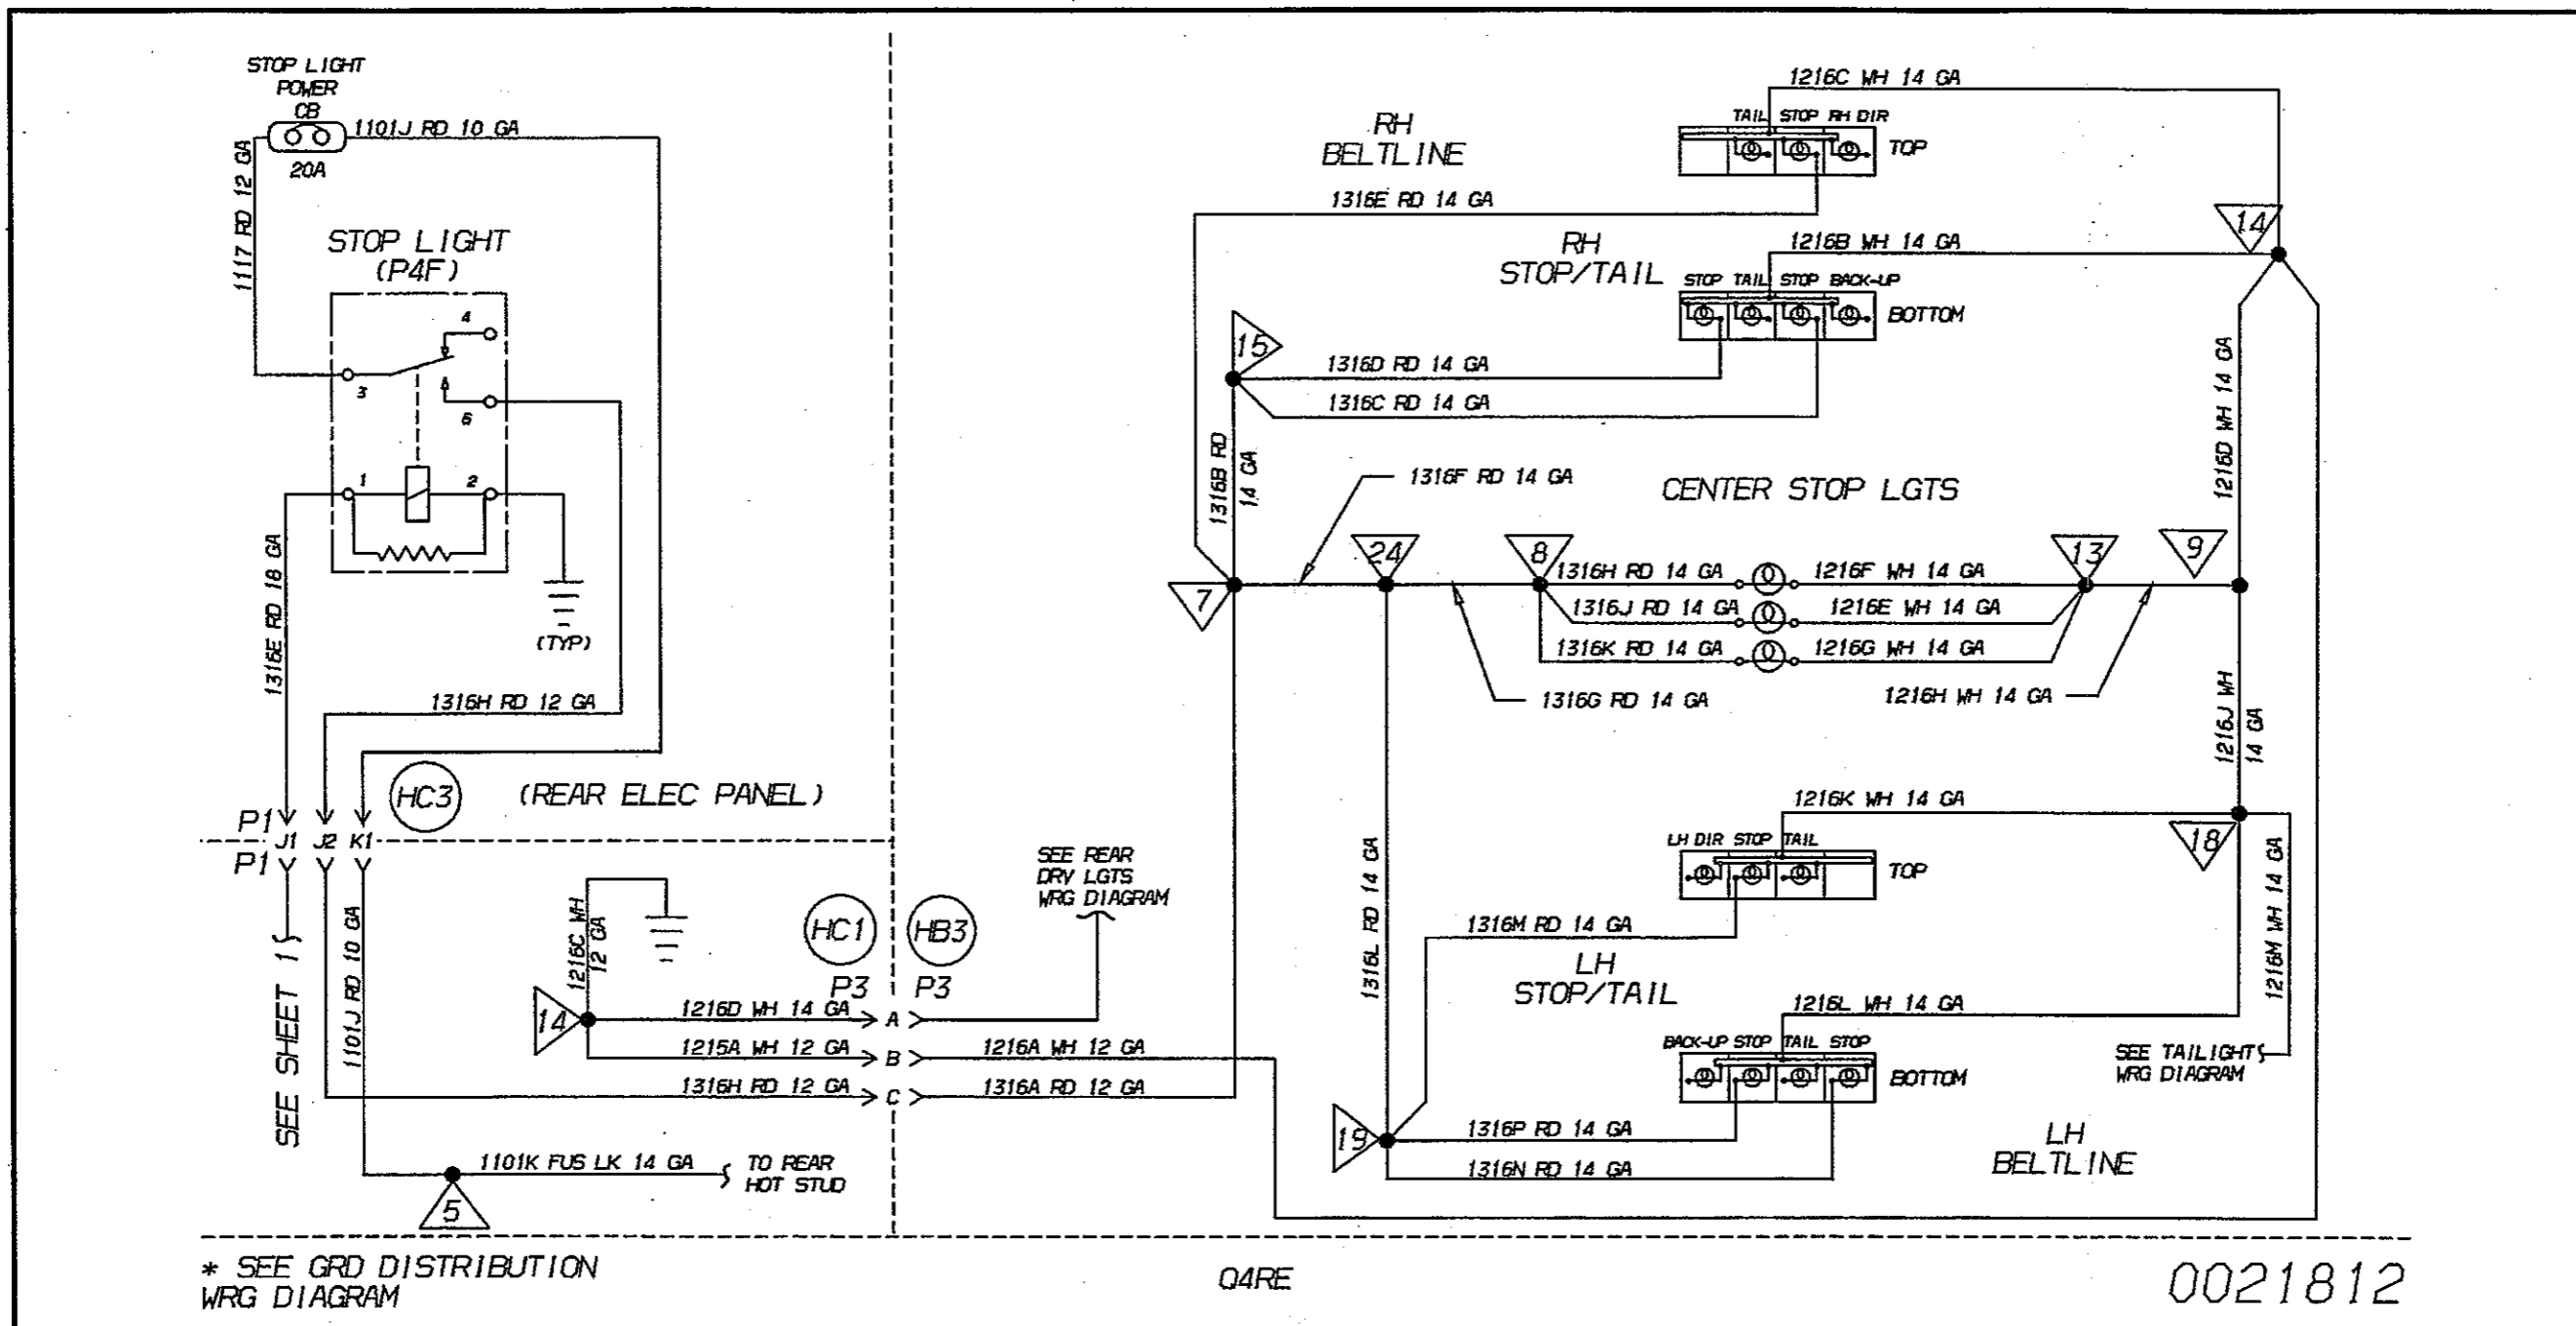 STOP LIGHT
POWER
CB
1101J RD 10 GA
20A
1117 RD 12 GA
STOP LIGHT
(P4F)
4
3
6
1
2
1316E RD 18 GA
(TYP)
1316H RD 12 GA
HC3
(REAR ELEC PANEL)
P1
J1 J2 K1
P1
SEE SHEET 1
1101J RD 10 GA
1216C WH
12 GA
14
1216D WH 14 GA
1215A WH 12 GA
1316H RD 12 GA
HC1
HB3
P3
P3
A
B
C
SEE REAR
DRV LGTS
WRG DIAGRAM
1216A WH 12 GA
1316A RD 12 GA
1101K FUS LK 14 GA
TO REAR
HOT STUD
5
RH
BELTLINE
1216C WH 14 GA
TAIL STOP RH DIR
TOP
1316E RD 14 GA
14
RH
STOP/TAIL
1216B WH 14 GA
STOP TAIL STOP BACK-UP
BOTTOM
15
1316D RD 14 GA
1316C RD 14 GA
1316B RD
14 GA
1216D WH 14 GA
1316F RD 14 GA
CENTER STOP LGTS
7
24
8
13
9
1316H RD 14 GA
1216F WH 14 GA
1316J RD 14 GA
1216E WH 14 GA
1316K RD 14 GA
1216G WH 14 GA
1316G RD 14 GA
1216H WH 14 GA
1216J WH
14 GA
1216K WH 14 GA
18
LH DIR STOP TAIL
TOP
1316L RD 14 GA
1316M RD 14 GA
1216M WH 14 GA
LH
STOP/TAIL
1216L WH 14 GA
BACK-UP STOP TAIL STOP
BOTTOM
SEE TAILIGHT
WRG DIAGRAM
19
1316P RD 14 GA
1316N RD 14 GA
LH
BELTLINE
* SEE GRD DISTRIBUTION
WRG DIAGRAM
Q4RE
0021812